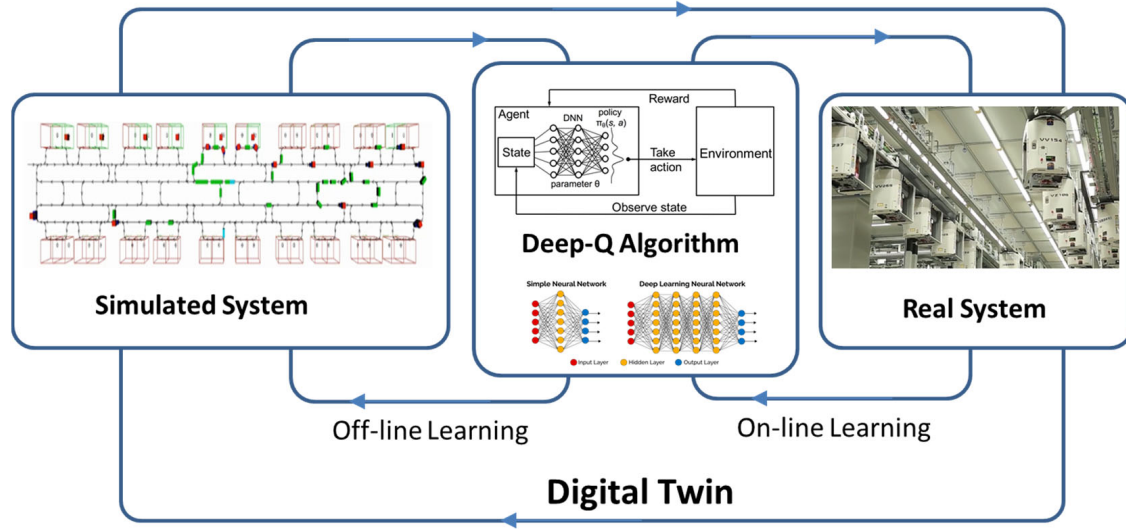 Reward
Agent
DNN
policy
πθ(s, a)
State
Take
action
Environment
parameter θ
Observe state
Deep-Q Algorithm
Simple Neural Network
Deep Learning Neural Network
Input Layer
Hidden Layer
Output Layer
Simulated System
VV154
Real System
Off-line Learning
On-line Learning
Digital Twin